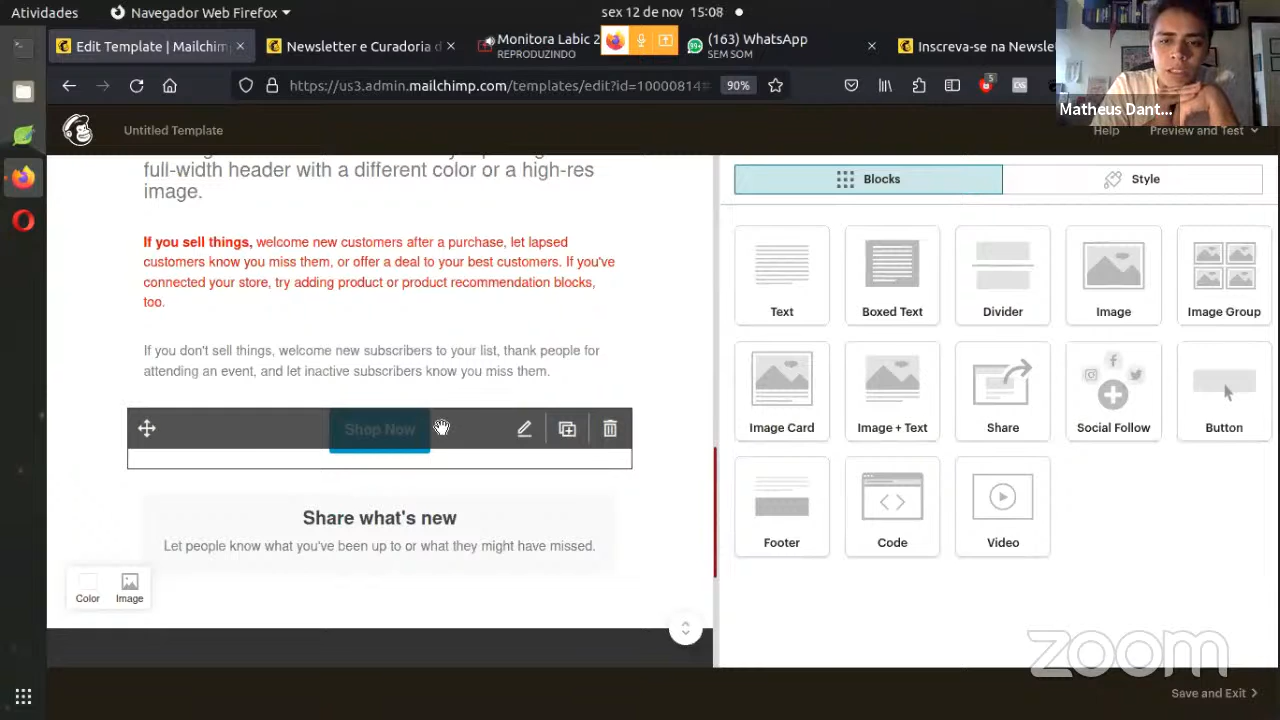 Atividades
Navegador Web Firefox
sex 12 de nov 15:08
Edit Template | Mailchim
Newsletter e Curadoria d
Monitora Labic 2
REPRODUZINDO
(163) WhatsApp
SEM SOM
Inscreva-se na Newsle
https://us3.admin.mailchimp.com/templates/edit?id=10000814
90%
5
Matheus Dant...
Untitled Template
Help
Preview and Test
full-width header with a different color or a high-res
image.
If you sell things, welcome new customers after a purchase, let lapsed
customers know you miss them, or offer a deal to your best customers. If you've
connected your store, try adding product or product recommendation blocks,
too.
If you don't sell things, welcome new subscribers to your list, thank people for
attending an event, and let inactive subscribers know you miss them.
Shop Now
Share what's new
Let people know what you've been up to or what they might have missed.
Color
Image
Blocks
Style
Text
Boxed Text
Divider
Image
Image Group
Image Card
Image + Text
Share
Social Follow
Button
Footer
Code
Video
zoom
Save and Exit